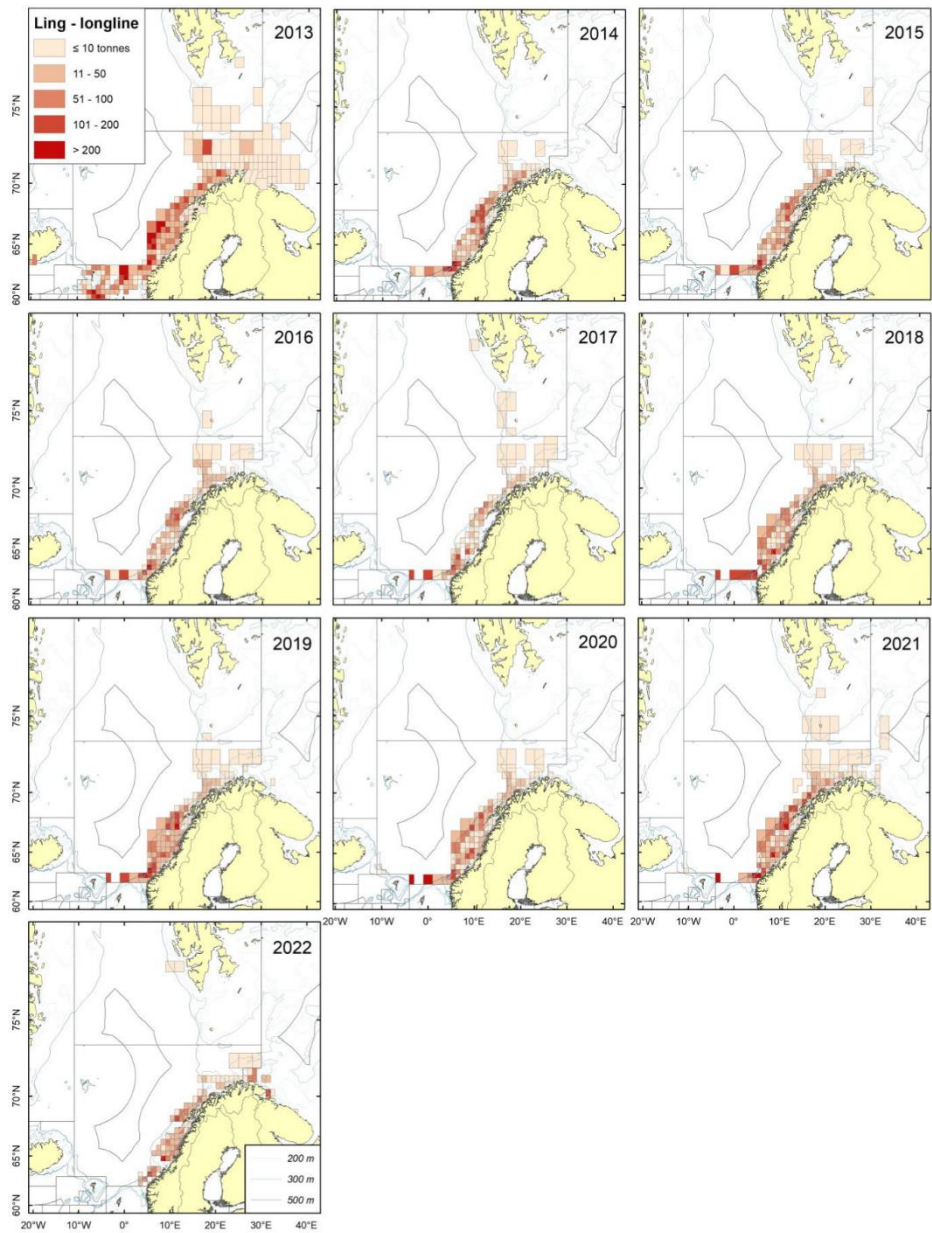 Ling - longline
≤ 10 tonnes
11 - 50
51 - 100
101 - 200
> 200
2013
2014
2015
75°N
70°N
65°N
60°N
2016
2017
2018
75°N
70°N
65°N
60°N
2019
2020
2021
75°N
70°N
65°N
60°N
20°W 10°W 0° 10°E 20°E 30°E 40°E
20°W 10°W 0° 10°E 20°E 30°E 40°E
2022
75°N
70°N
65°N
60°N
200 m
300 m
500 m
20°W 10°W 0° 10°E 20°E 30°E 40°E